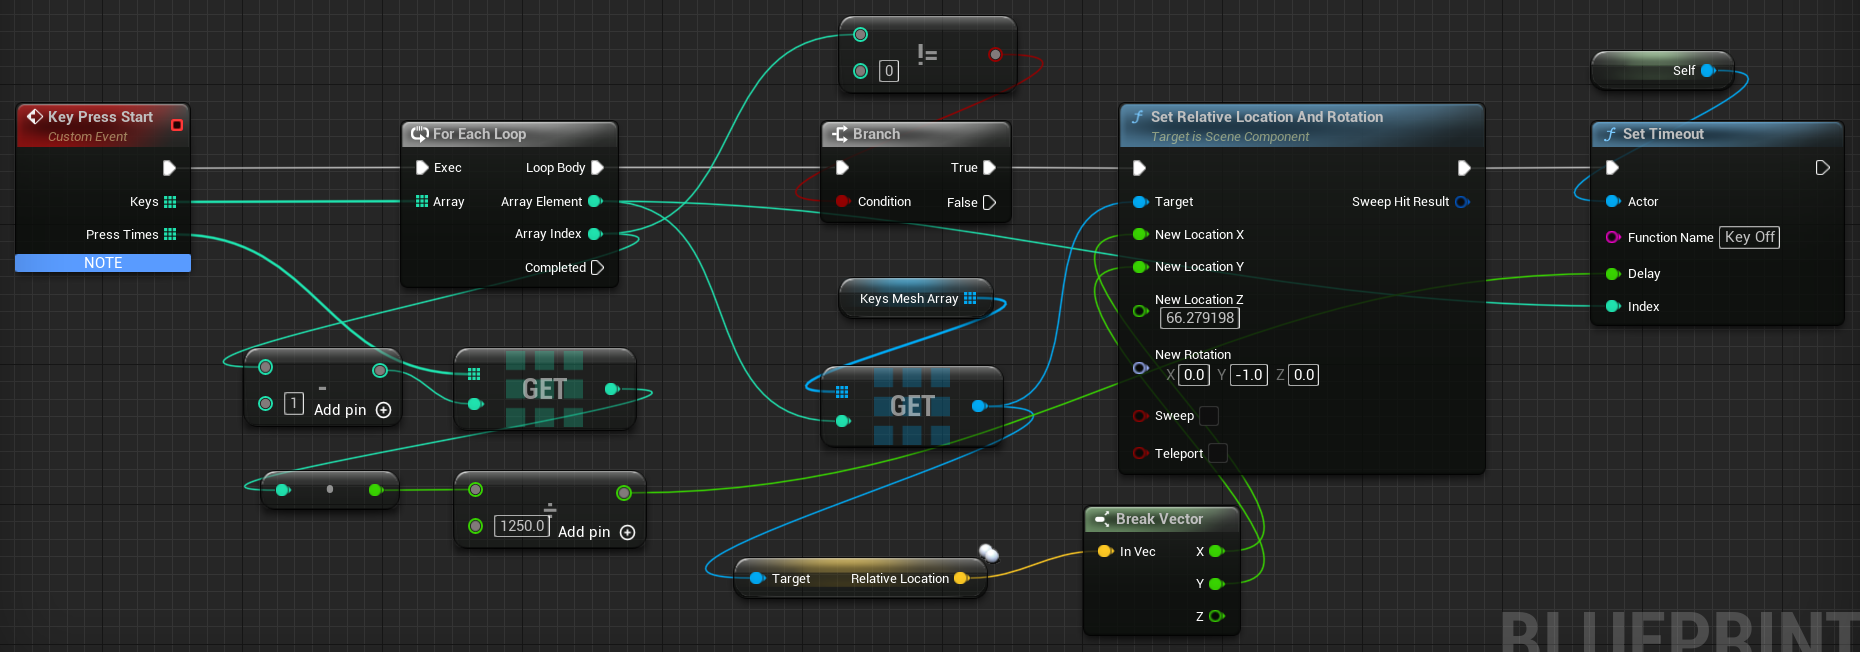 Key Press Start
Custom Event
Keys
Press Times
NOTE
For Each Loop
Exec
Loop Body
Array
Array Element
Array Index
Completed
!=
0
Branch
True
Condition
False
Keys Mesh Array
-
1
Add pin
GET
GET
÷
1250.0
Add pin
Target
Relative Location
Set Relative Location And Rotation
Target is Scene Component
Target
Sweep Hit Result
New Location X
New Location Y
New Location Z
66.279198
New Rotation
X 0.0 Y -1.0 Z 0.0
Sweep
Teleport
Break Vector
In Vec
X
Y
Z
Self
Set Timeout
Actor
Function Name Key Off
Delay
Index
BLUEPRINT